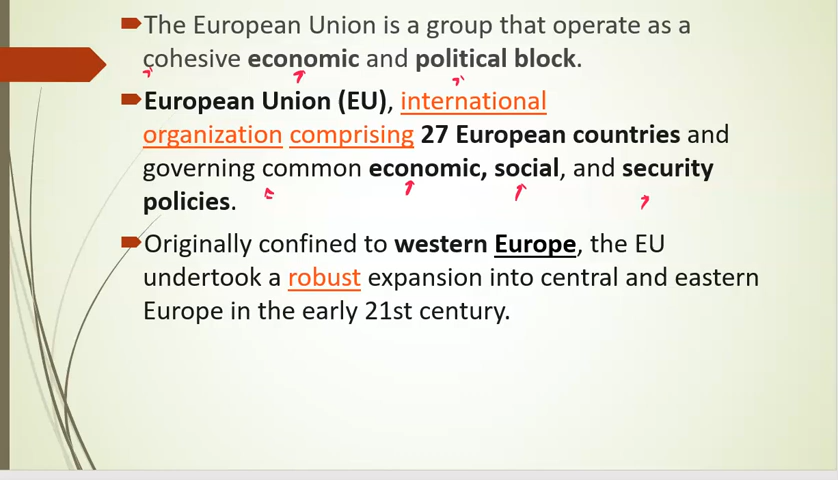 The European Union is a group that operate as a
cohesive economic and political block.
European Union (EU), international
organization comprising 27 European countries and
governing common economic, social, and security
policies.
Originally confined to western Europe, the EU
undertook a robust expansion into central and eastern
Europe in the early 21st century.